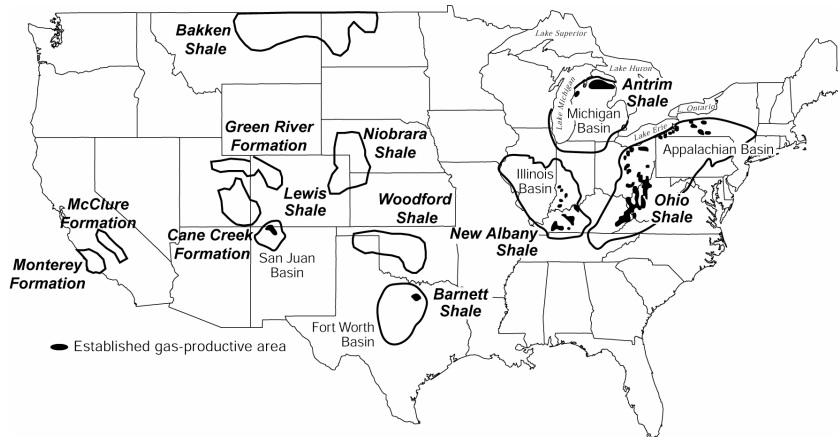 Bakken
Shale
Lake Superior
Lake Huron
Lake Michigan
Antrim
Shale
Michigan
Basin
Ontario
Lake Erie
Appalachian Basin
Green River
Formation
Niobrara
Shale
Illinois
Basin
Lewis
Shale
Woodford
Shale
Ohio
Shale
McClure
Formation
Cane Creek
Formation
New Albany
Shale
San Juan
Basin
Monterey
Formation
Barnett
Shale
Fort Worth
Basin
Established gas-productive area